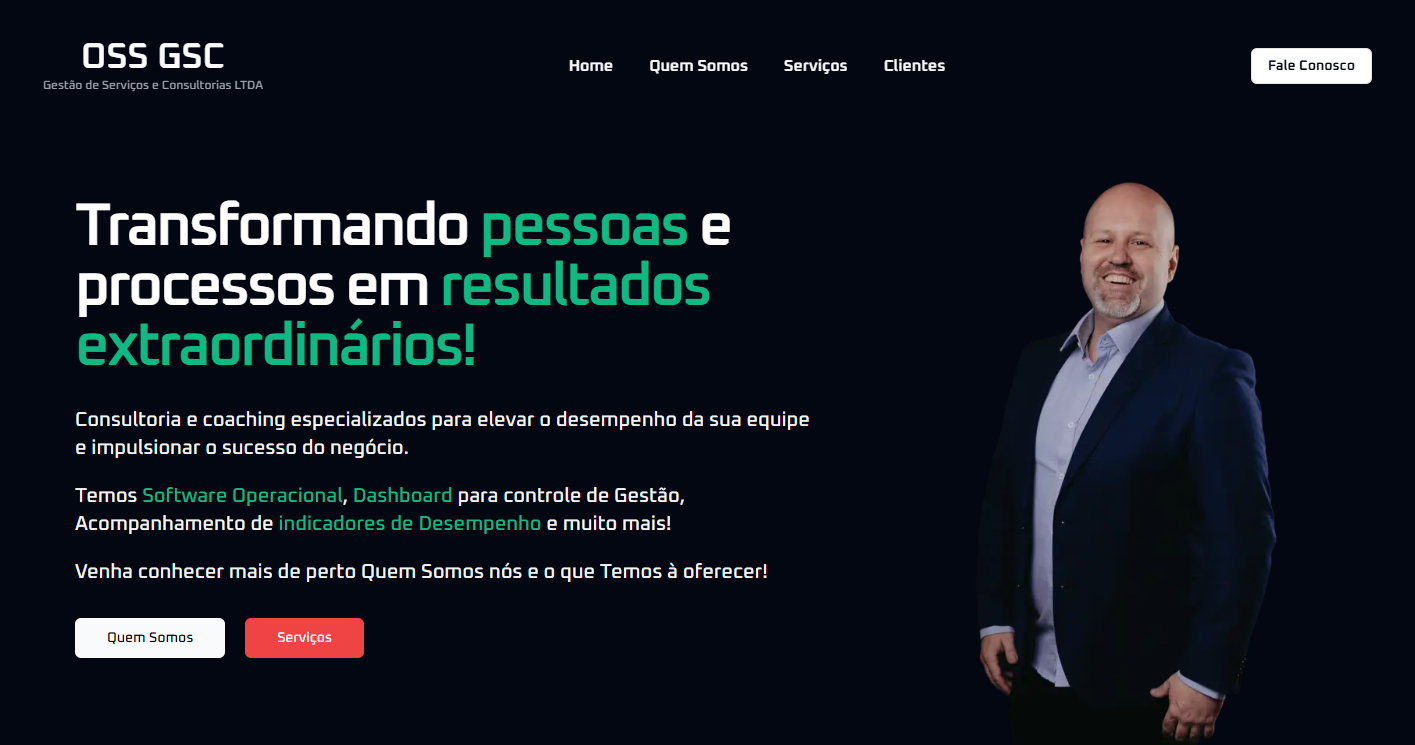 OSS GSC
Gestão de Serviços e Consultorias LTDA
Home
Quem Somos
Serviços
Clientes
Fale Conosco
Transformando pessoas e
processos em resultados
extraordinários!
Consultoria e coaching especializados para elevar o desempenho da sua equipe
e impulsionar o sucesso do negócio.
Temos Software Operacional, Dashboard para controle de Gestão,
Acompanhamento de indicadores de Desempenho e muito mais!
Venha conhecer mais de perto Quem Somos nós e o que Temos à oferecer!
Quem Somos
Serviços